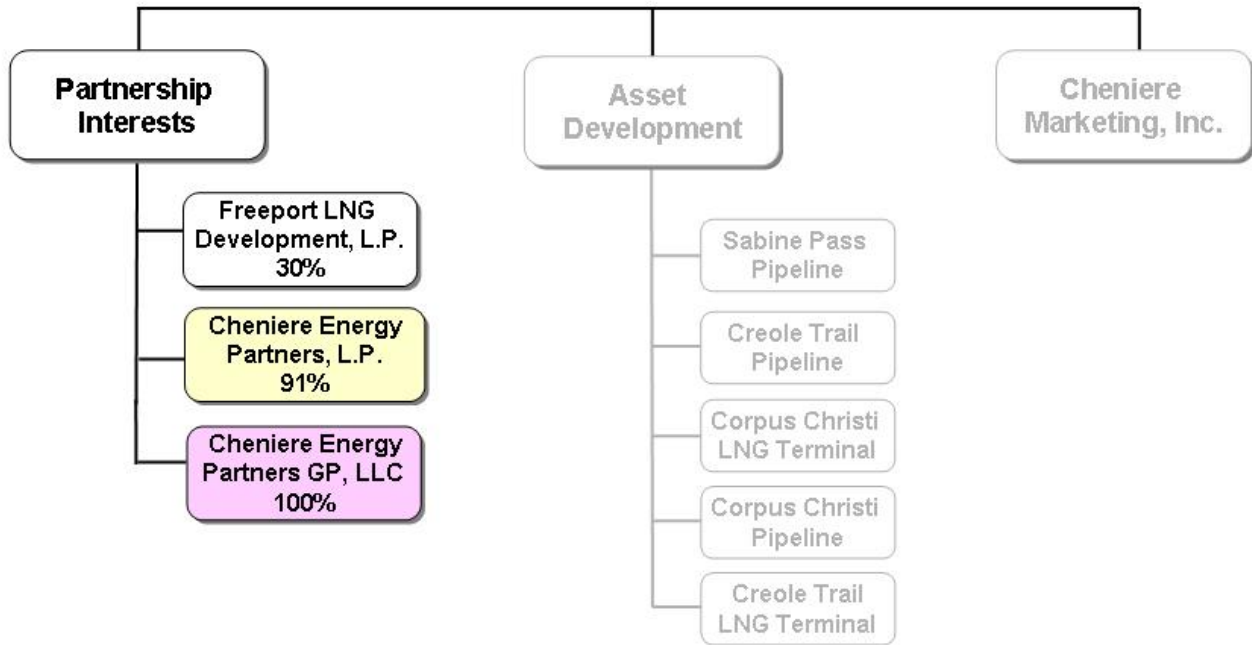 Partnership
Interests
Asset
Development
Cheniere
Marketing, Inc.
Freeport LNG
Development, L.P.
30%
Cheniere Energy
Partners, L.P.
91%
Cheniere Energy
Partners GP, LLC
100%
Sabine Pass
Pipeline
Creole Trail
Pipeline
Corpus Christi
LNG Terminal
Corpus Christi
Pipeline
Creole Trail
LNG Terminal